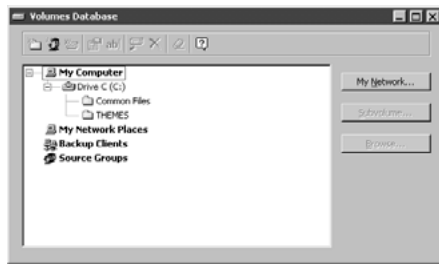 Volumes Database
ab
My Computer
My Network...
Drive C (C:)
Common Files
Subvolume...
THEMES
My Network Places
Browse...
Backup Clients
Source Groups